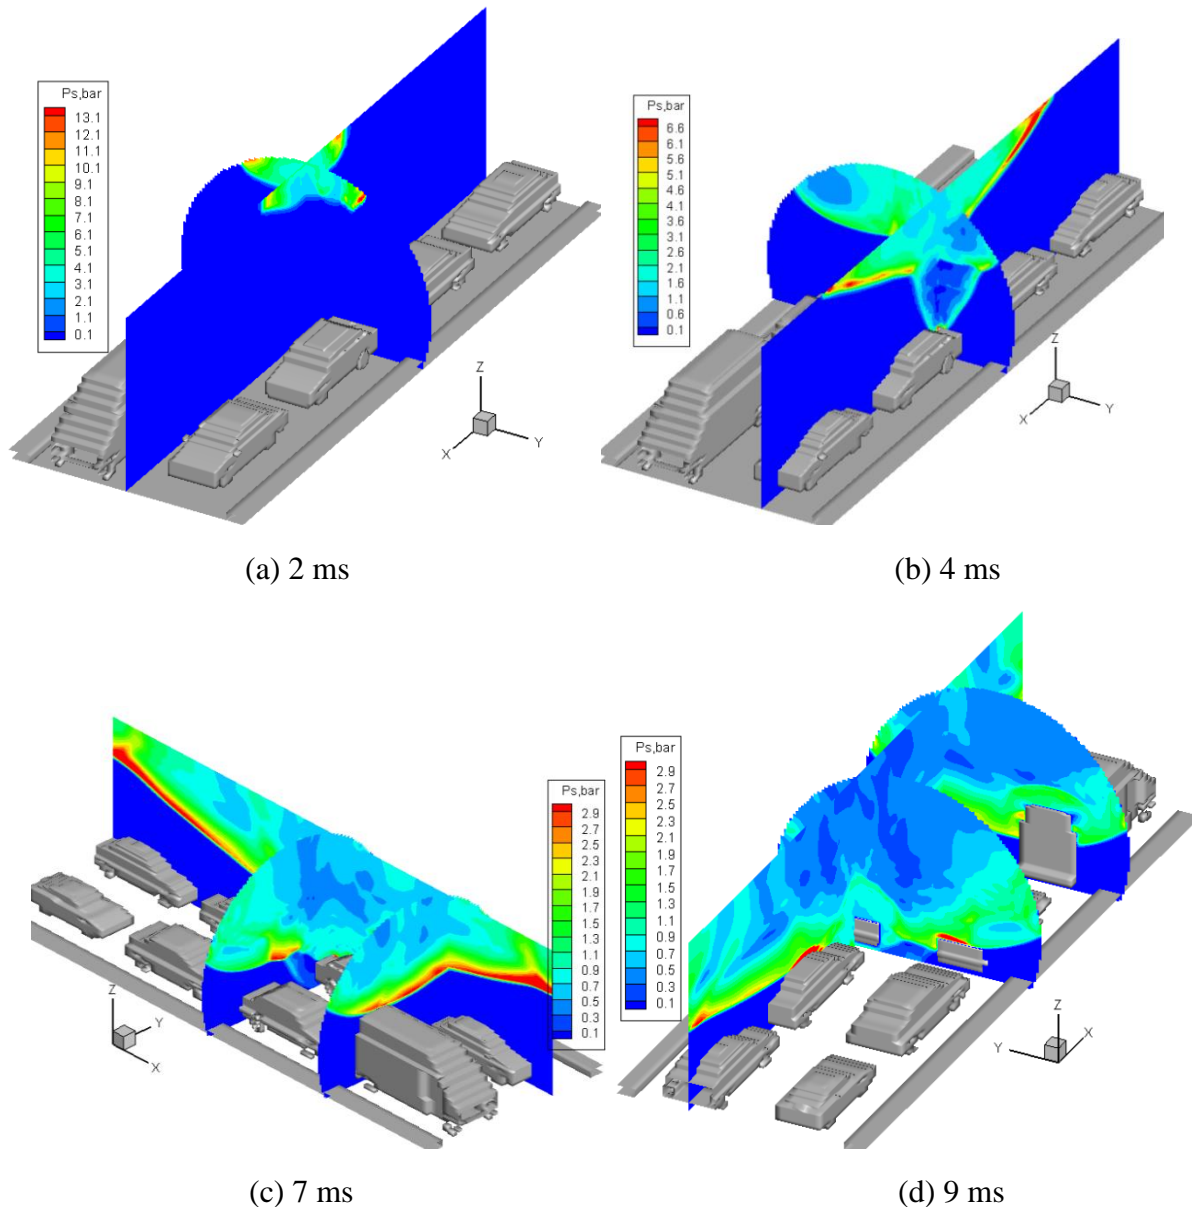 Ps,bar
13.1
12.1
11.1
10.1
9.1
8.1
7.1
6.1
5.1
4.1
3.1
2.1
1.1
0.1
Z
Y
X
(a) 2 ms
Ps,bar
6.6
6.1
5.6
5.1
4.6
4.1
3.6
3.1
2.6
2.1
1.6
1.1
0.6
0.1
Z
Y
X
(b) 4 ms
Ps,bar
2.9
2.7
2.5
2.3
2.1
1.9
1.7
1.5
1.3
1.1
0.9
0.7
0.5
0.3
0.1
Z
Y
X
(c) 7 ms
Ps,bar
2.9
2.7
2.5
2.3
2.1
1.9
1.7
1.5
1.3
1.1
0.9
0.7
0.5
0.3
0.1
Z
X
Y
(d) 9 ms